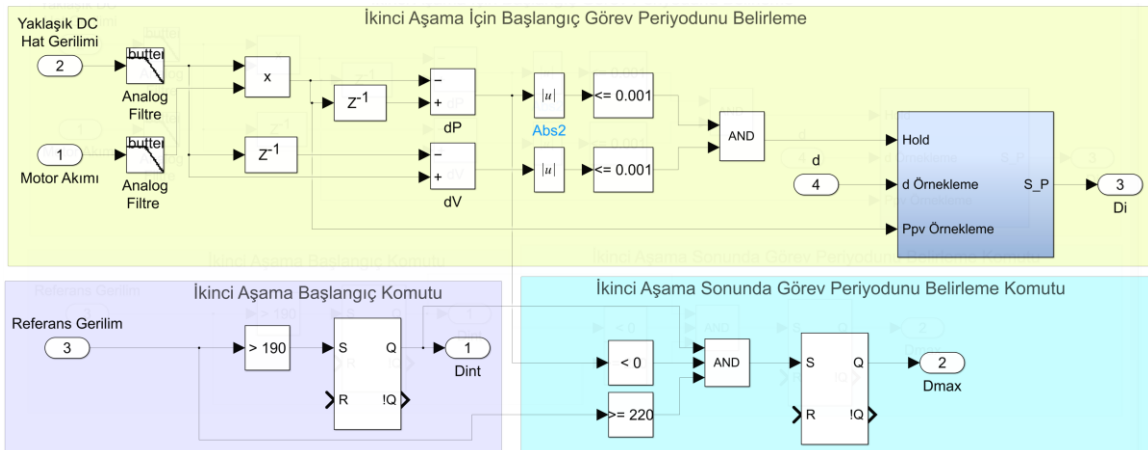 İkinci Aşama İçin Başlangıç Görev Periyodunu Belirleme
Yaklaşık DC
Hat Gerilimi
2
butter
Analog
Filtre
x
Z-1
dP
|u|
Abs2
<= 0.001
1
Motor Akımı
butter
Analog
Filtre
Z-1
dV
|u|
<= 0.001
AND
d
4
Hold
d Örnekleme
Ppv Örnekleme
S_P
3
Di
İkinci Aşama Başlangıç Komutu
Referans Gerilim
3
> 190
S
Q
R
!Q
1
Dint
İkinci Aşama Sonunda Görev Periyodunu Belirleme Komutu
< 0
>= 220
AND
S
Q
R
!Q
2
Dmax